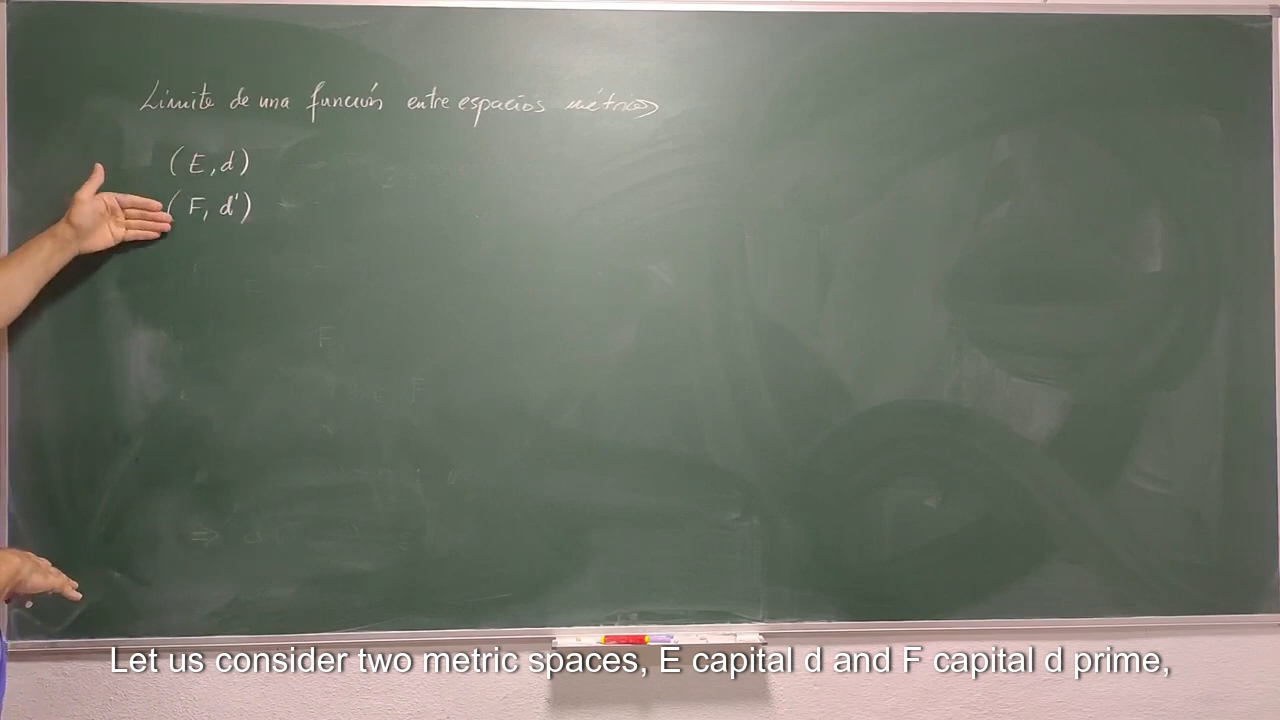 Límite de una función entre espacios métricos
(E, d)
(F, d')
Let us consider two metric spaces, E capital d and F capital d prime,